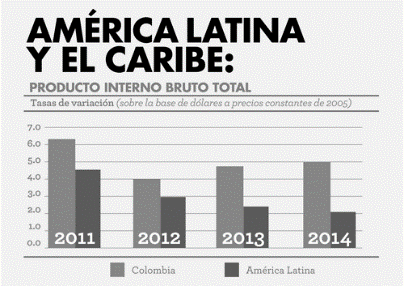 AMÉRICA LATINA
Y EL CARIBE:
PRODUCTO INTERNO BRUTO TOTAL
Tasas de variación (sobre la base de dólares a precios constantes de 2005)
7.0
6.0
5.0
4.0
3.0
2.0
1.0
0.0
2011 2012 2013 2014
Colombia América Latina